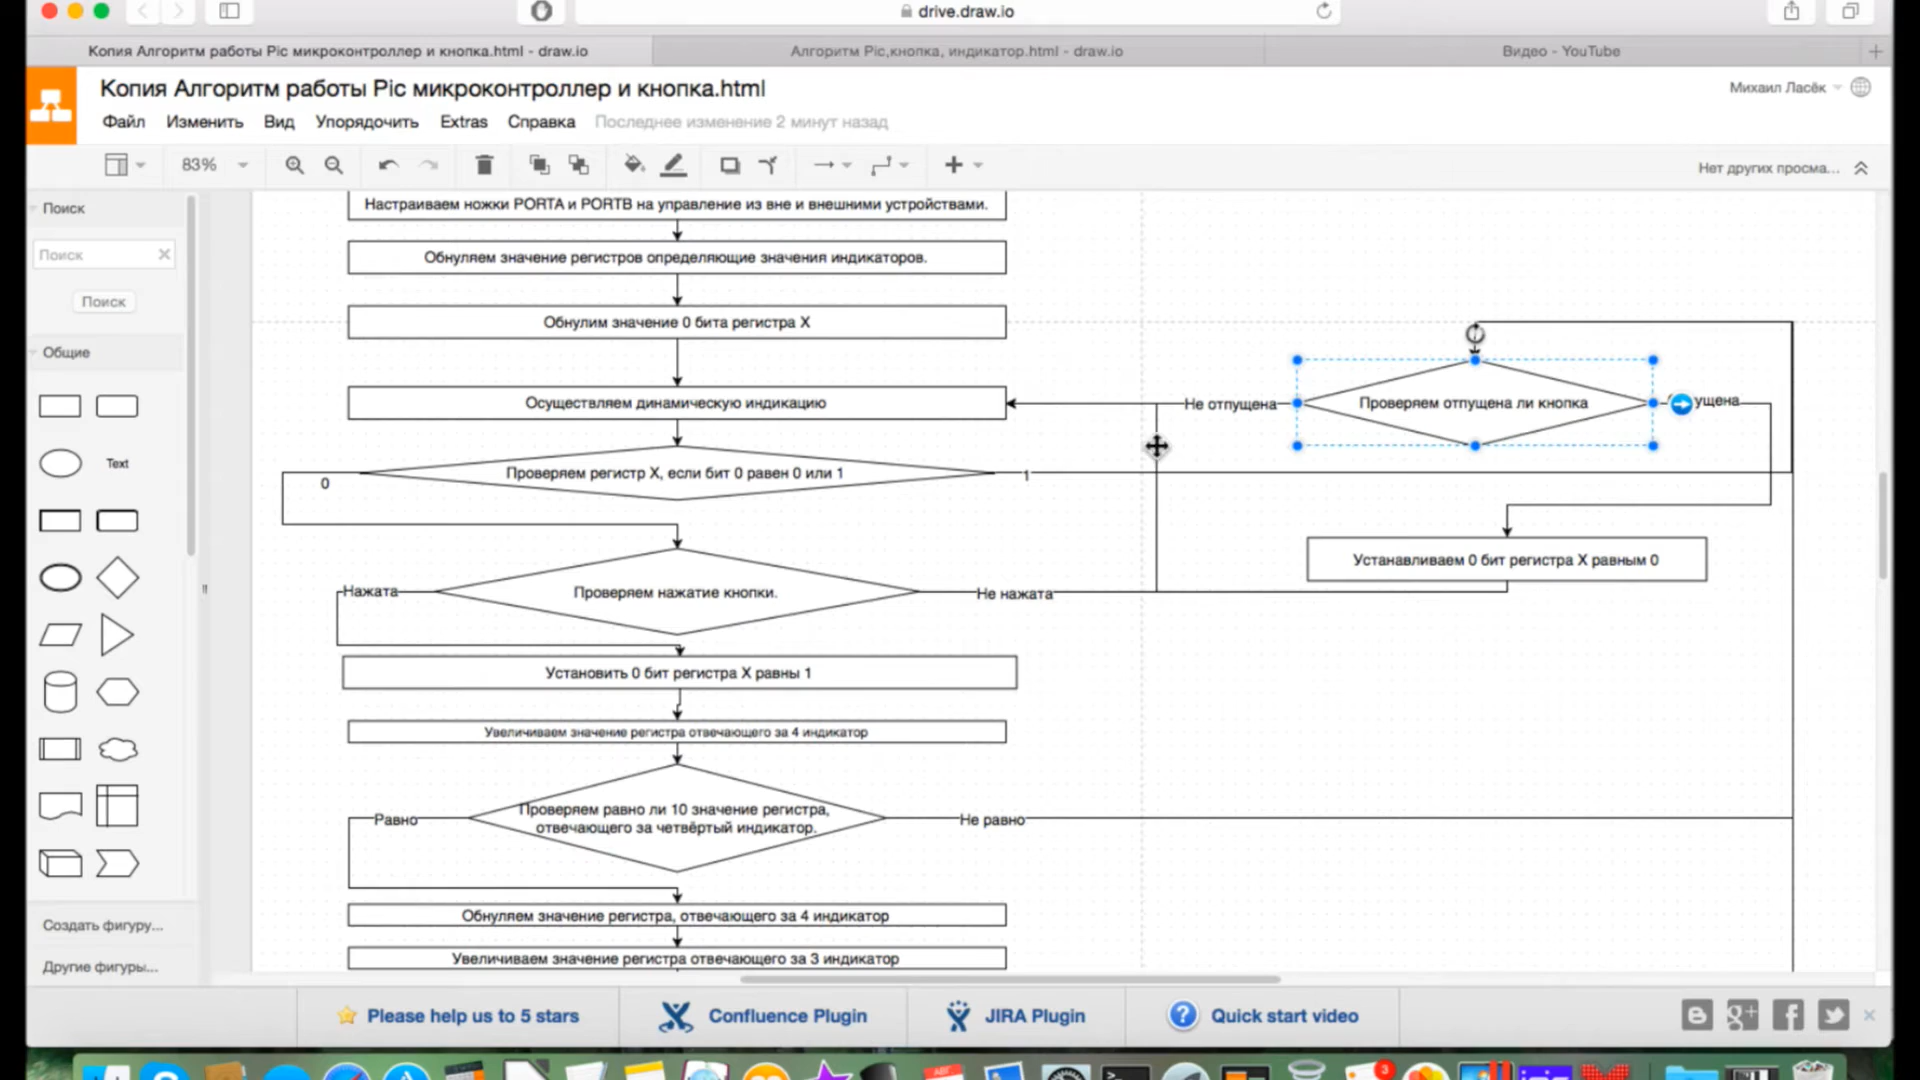 drive.draw.io
Копия Алгоритм работы Pic микроконтроллер и кнопка.html - draw.io
Алгоритм Pic,кнопка, индикатор.html - draw.io
Видео - YouTube
Копия Алгоритм работы Pic микроконтроллер и кнопка.html
Михаил Ласёк
Файл Изменить Вид Упорядочить Extras Справка Последнее изменение 2 минут назад
83%
Нет других просма...
Поиск
Поиск
Поиск
Общие
Text
Создать фигуру...
Другие фигуры...
Настраиваем ножки PORTA и PORTB на управление из вне и внешними устройствами.
Обнуляем значение регистров определяющие значения индикаторов.
Обнулим значение 0 бита регистра X
Осуществляем динамическую индикацию
Не отпущена
Проверяем отпущена ли кнопка
ущена
Проверяем регистр X, если бит 0 равен 0 или 1
0
1
Устанавливаем 0 бит регистра X равным 0
Нажата
Проверяем нажатие кнопки.
Не нажата
Установить 0 бит регистра X равны 1
Увеличиваем значение регистра отвечающего за 4 индикатор
Равно
Проверяем равно ли 10 значение регистра,
отвечающего за четвёртый индикатор.
Не равно
Обнуляем значение регистра, отвечающего за 4 индикатор
Увеличиваем значение регистра отвечающего за 3 индикатор
Please help us to 5 stars
Confluence Plugin
JIRA Plugin
Quick start video
3